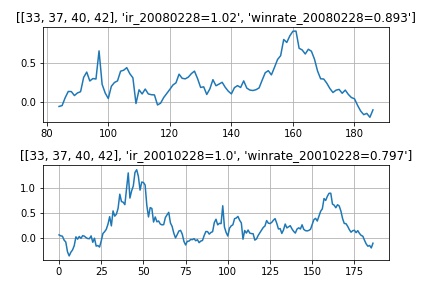 [[33, 37, 40, 42], 'ir_20080228=1.02', 'winrate_20080228=0.893']
0.5
0.0
80 100 120 140 160 180
[[33, 37, 40, 42], 'ir_20010228=1.0', 'winrate_20010228=0.797']
1.0
0.5
0.0
0 25 50 75 100 125 150 175